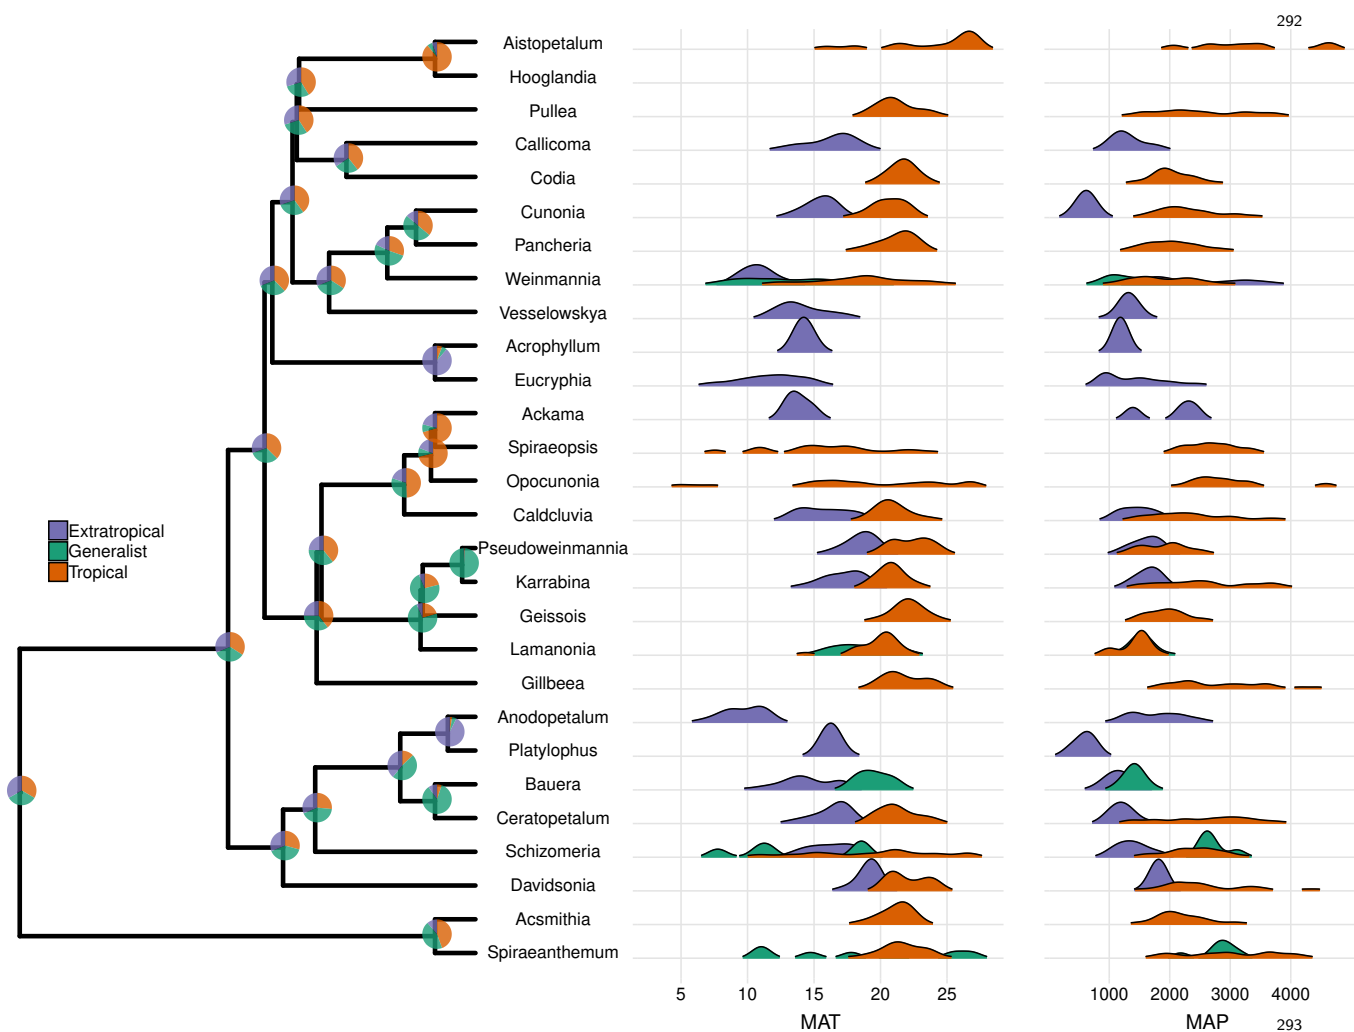 292
Aistopetalum
Hooglandia
Pullea
Callicoma
Codia
Cunonia
Pancheria
Weinmannia
Vesselowskya
Acrophyllum
Eucryphia
Ackama
Spiraeopsis
Opocunonia
Caldcluvia
Pseudoweinmannia
Karrabina
Geissois
Lamanonia
Gillbeea
Anodopetalum
Platylophus
Bauera
Ceratopetalum
Schizomeria
Davidsonia
Acsmithia
Spiraeanthemum
Extratropical
Generalist
Tropical
5 10 15 20 25
MAT
1000 2000 3000 4000
MAP
293